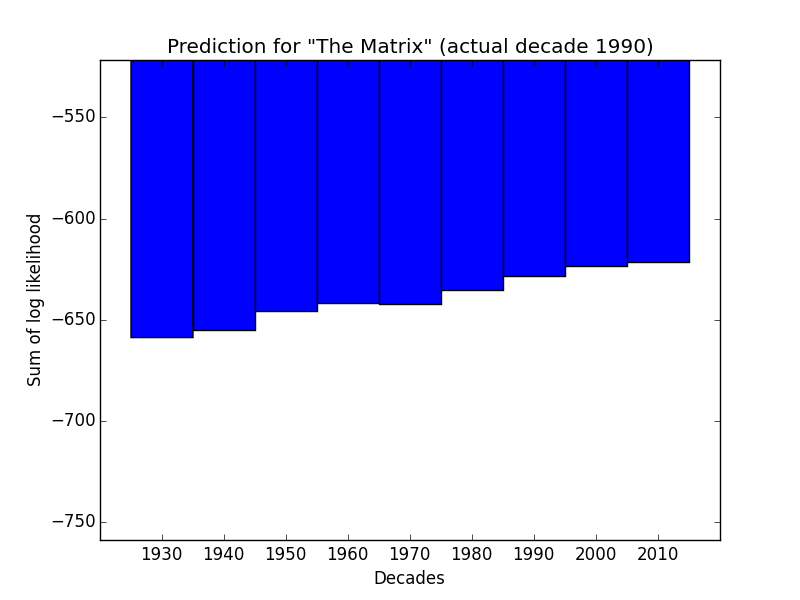 Prediction for "The Matrix" (actual decade 1990)
−550
−600
−650
−700
−750
Sum of log likelihood
1930 1940 1950 1960 1970 1980 1990 2000 2010
Decades